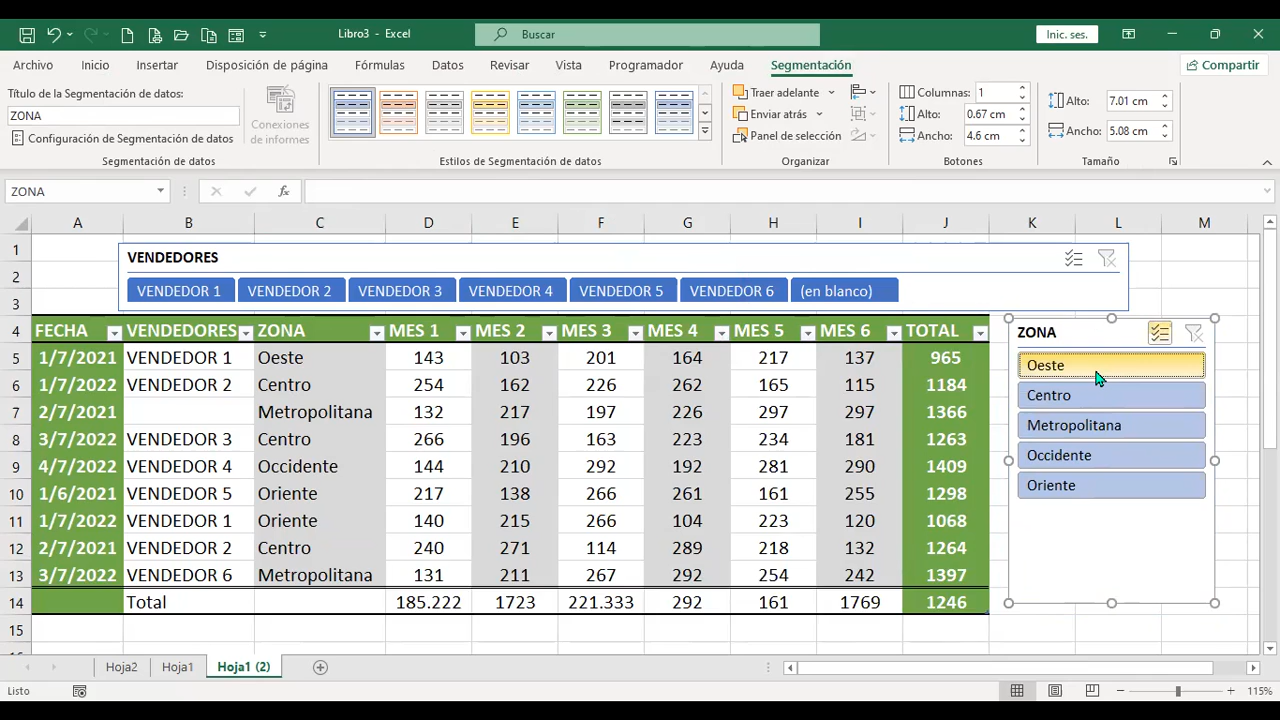 Libro3 - Excel
Buscar
Inic. ses.
Archivo Inicio Insertar Disposición de página Fórmulas Datos Revisar Vista Programador Ayuda Segmentación Compartir
Título de la Segmentación de datos:
ZONA
Configuración de Segmentación de datos
Segmentación de datos
Conexiones
de informes
Estilos de Segmentación de datos
Traer adelante
Enviar atrás
Panel de selección
Organizar
Columnas: 1
Alto: 0.67 cm
Ancho: 4.6 cm
Botones
Alto: 7.01 cm
Ancho: 5.08 cm
Tamaño
ZONA fx
A B C D E F G H I J K L M
1
VENDEDORES
2
VENDEDOR 1 VENDEDOR 2 VENDEDOR 3 VENDEDOR 4 VENDEDOR 5 VENDEDOR 6 (en blanco)
3
4 FECHA VENDEDORES ZONA MES 1 MES 2 MES 3 MES 4 MES 5 MES 6 TOTAL
5 1/7/2021 VENDEDOR 1 Oeste 143 103 201 164 217 137 965
6 1/7/2022 VENDEDOR 2 Centro 254 162 226 262 165 115 1184
7 2/7/2021 Metropolitana 132 217 197 226 297 297 1366
8 3/7/2022 VENDEDOR 3 Centro 266 196 163 223 234 181 1263
9 4/7/2022 VENDEDOR 4 Occidente 144 210 292 192 281 290 1409
10 1/6/2021 VENDEDOR 5 Oriente 217 138 266 261 161 255 1298
11 1/7/2022 VENDEDOR 1 Oriente 140 215 266 104 223 120 1068
12 2/7/2021 VENDEDOR 2 Centro 240 271 114 289 218 132 1264
13 3/7/2022 VENDEDOR 6 Metropolitana 131 211 267 292 254 242 1397
14 Total 185.222 1723 221.333 292 161 1769 1246
15
ZONA
Oeste
Centro
Metropolitana
Occidente
Oriente
Hoja2 Hoja1 Hoja1 (2)
Listo
115%